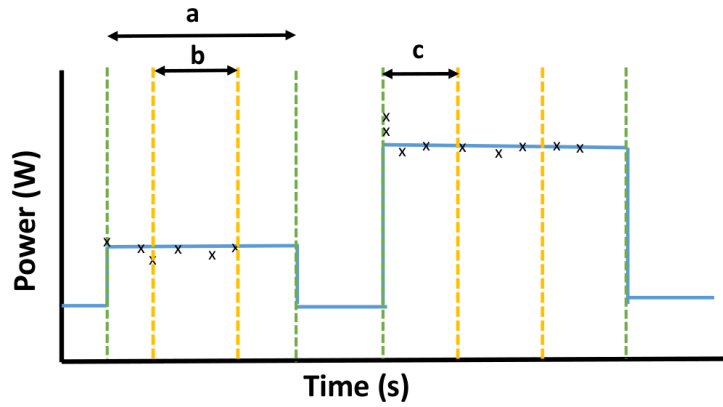 a
b
c
x x x x x x
x x x x x x x x x
Power (W)
Time (s)